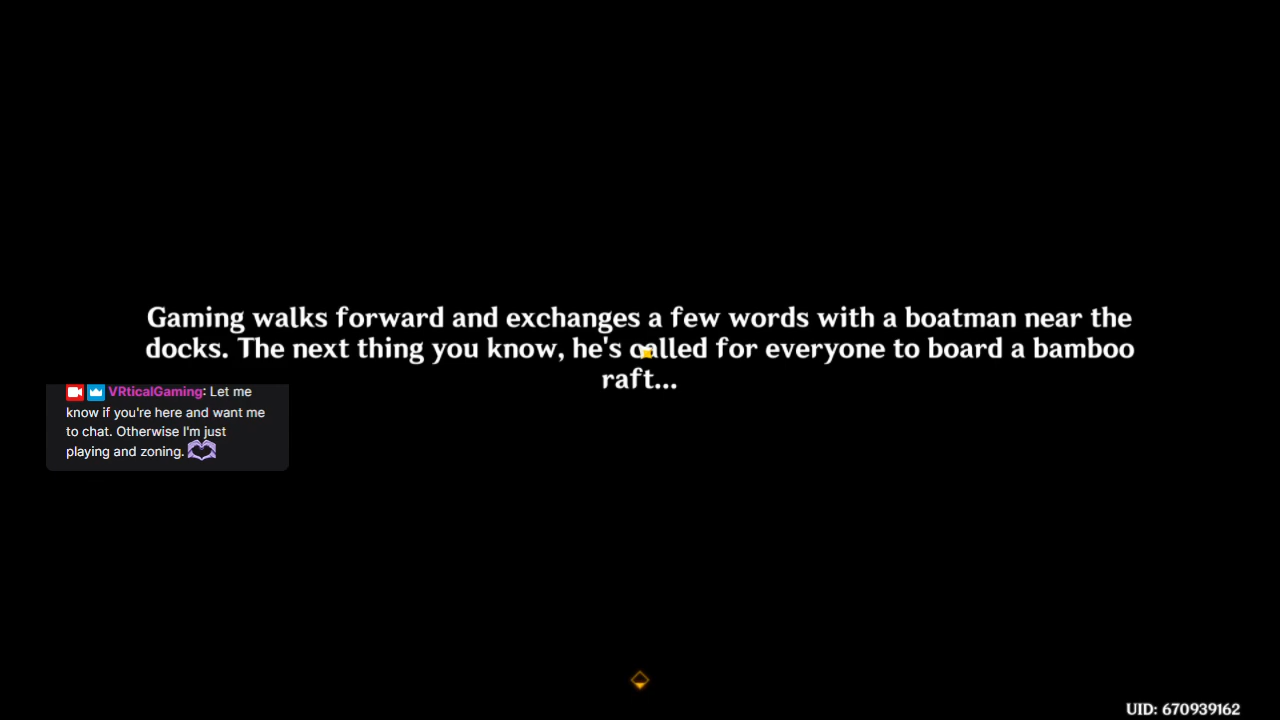 Gaming walks forward and exchanges a few words with a boatman near the
docks. The next thing you know, he's called for everyone to board a bamboo
raft...
VRticalGaming: Let me
know if you're here and want me
to chat. Otherwise I'm just
playing and zoning.
UID: 670939162